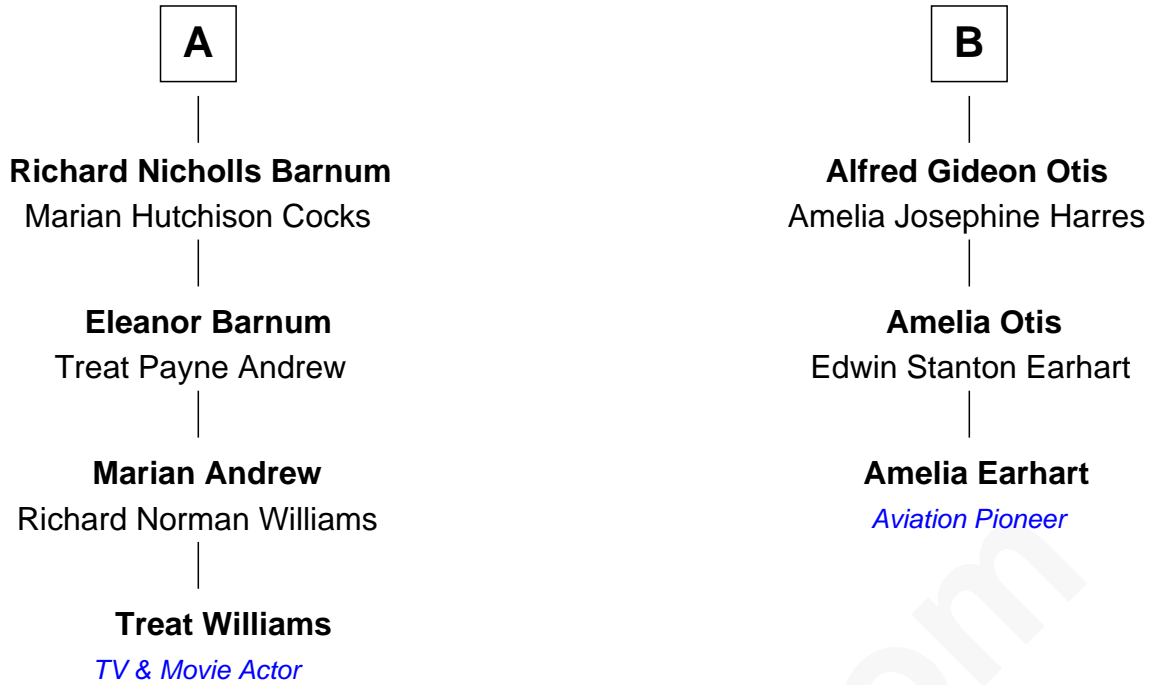 A
Richard Nicholls Barnum
Marian Hutchison Cocks
Eleanor Barnum
Treat Payne Andrew
Marian Andrew
Richard Norman Williams
Treat Williams
TV & Movie Actor
B
Alfred Gideon Otis
Amelia Josephine Harres
Amelia Otis
Edwin Stanton Earhart
Amelia Earhart
Aviation Pioneer
om